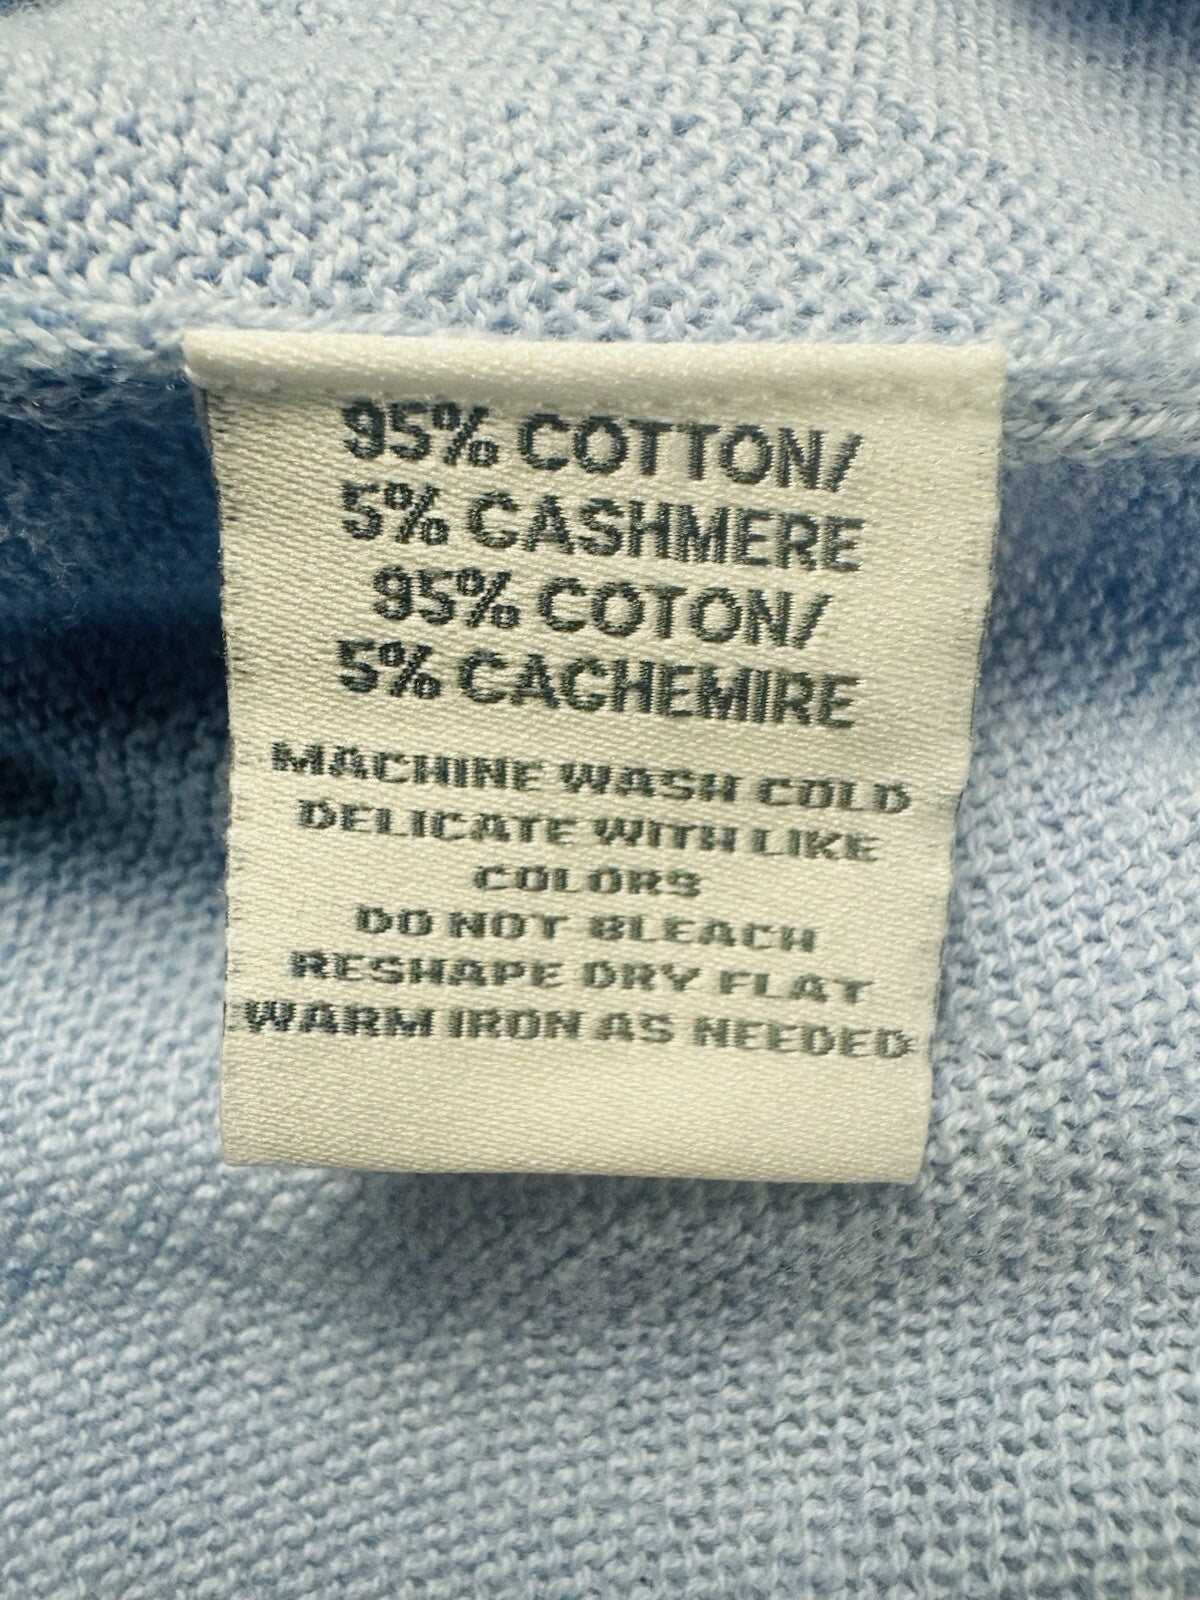 95% COTTON/
5% CASHMERE
95% COTON/
5% CACHEMIRE
MACHINE WASH COLD
DELICATE WITH LIKE
COLORS
DO NOT BLEACH
RESHAPE DRY FLAT
WARM IRON AS NEEDED